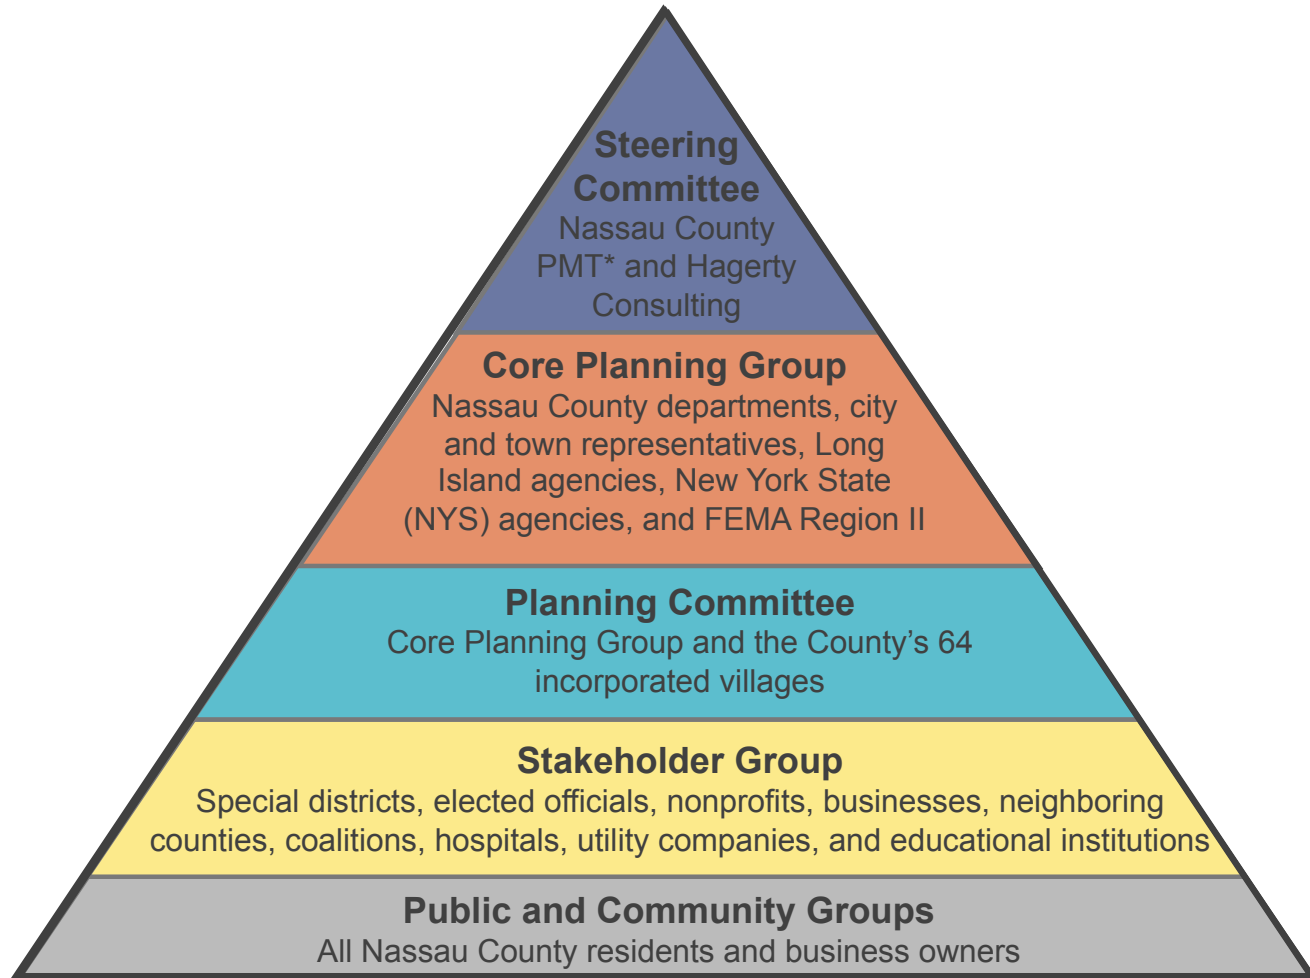 Steering
Committee
Nassau County
PMT* and Hagerty
Consulting
Core Planning Group
Nassau County departments, city
and town representatives, Long
Island agencies, New York State
(NYS) agencies, and FEMA Region II
Planning Committee
Core Planning Group and the County’s 64
incorporated villages
Stakeholder Group
Special districts, elected officials, nonprofits, businesses, neighboring
counties, coalitions, hospitals, utility companies, and educational institutions
Public and Community Groups
All Nassau County residents and business owners